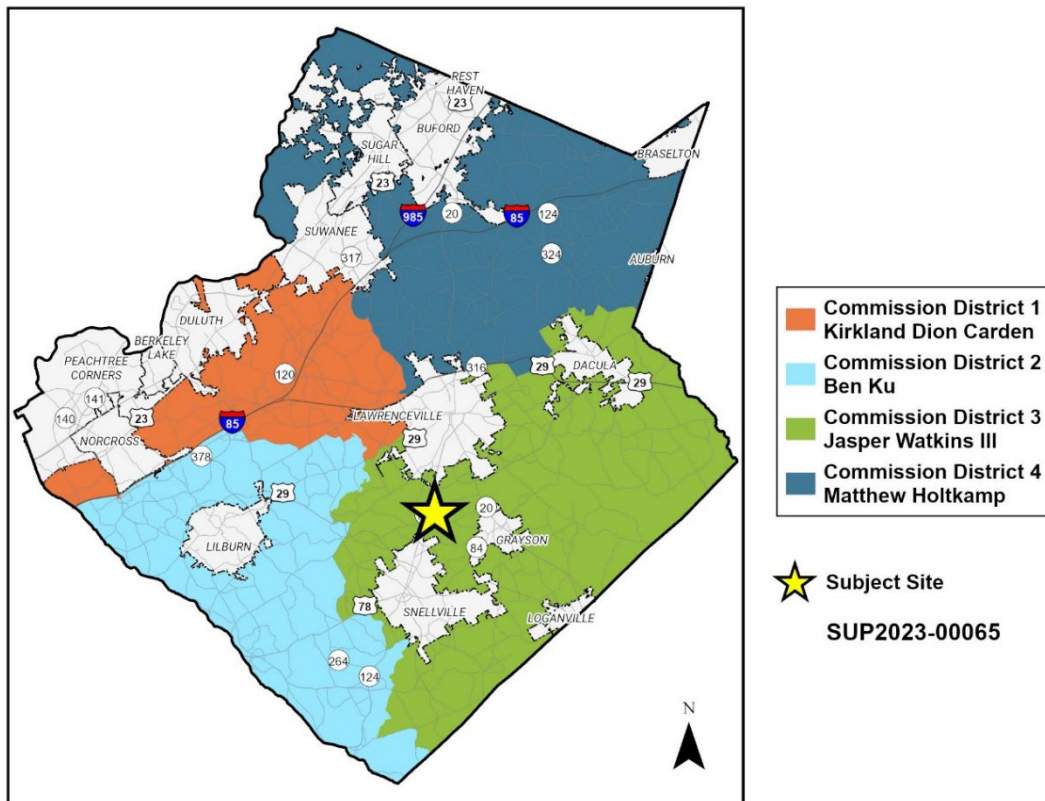 REST
HAVEN
23
BUFORD
SUGAR
HILL
23
BRASELTON
985
20
85
124
SUWANEE
317
324
AUBURN
DULUTH
BERKELEY
LAKE
PEACHTREE
CORNERS
120
316
29
DACULA
29
141
140
23
NORCROSS
85
LAWRENCEVILLE
29
378
29
20
LILBURN
GRAYSON
84
78
SNELLVILLE
LOGANVILLE
264
124
N
Commission District 1
Kirkland Dion Carden
Commission District 2
Ben Ku
Commission District 3
Jasper Watkins III
Commission District 4
Matthew Holtkamp
Subject Site
SUP2023-00065